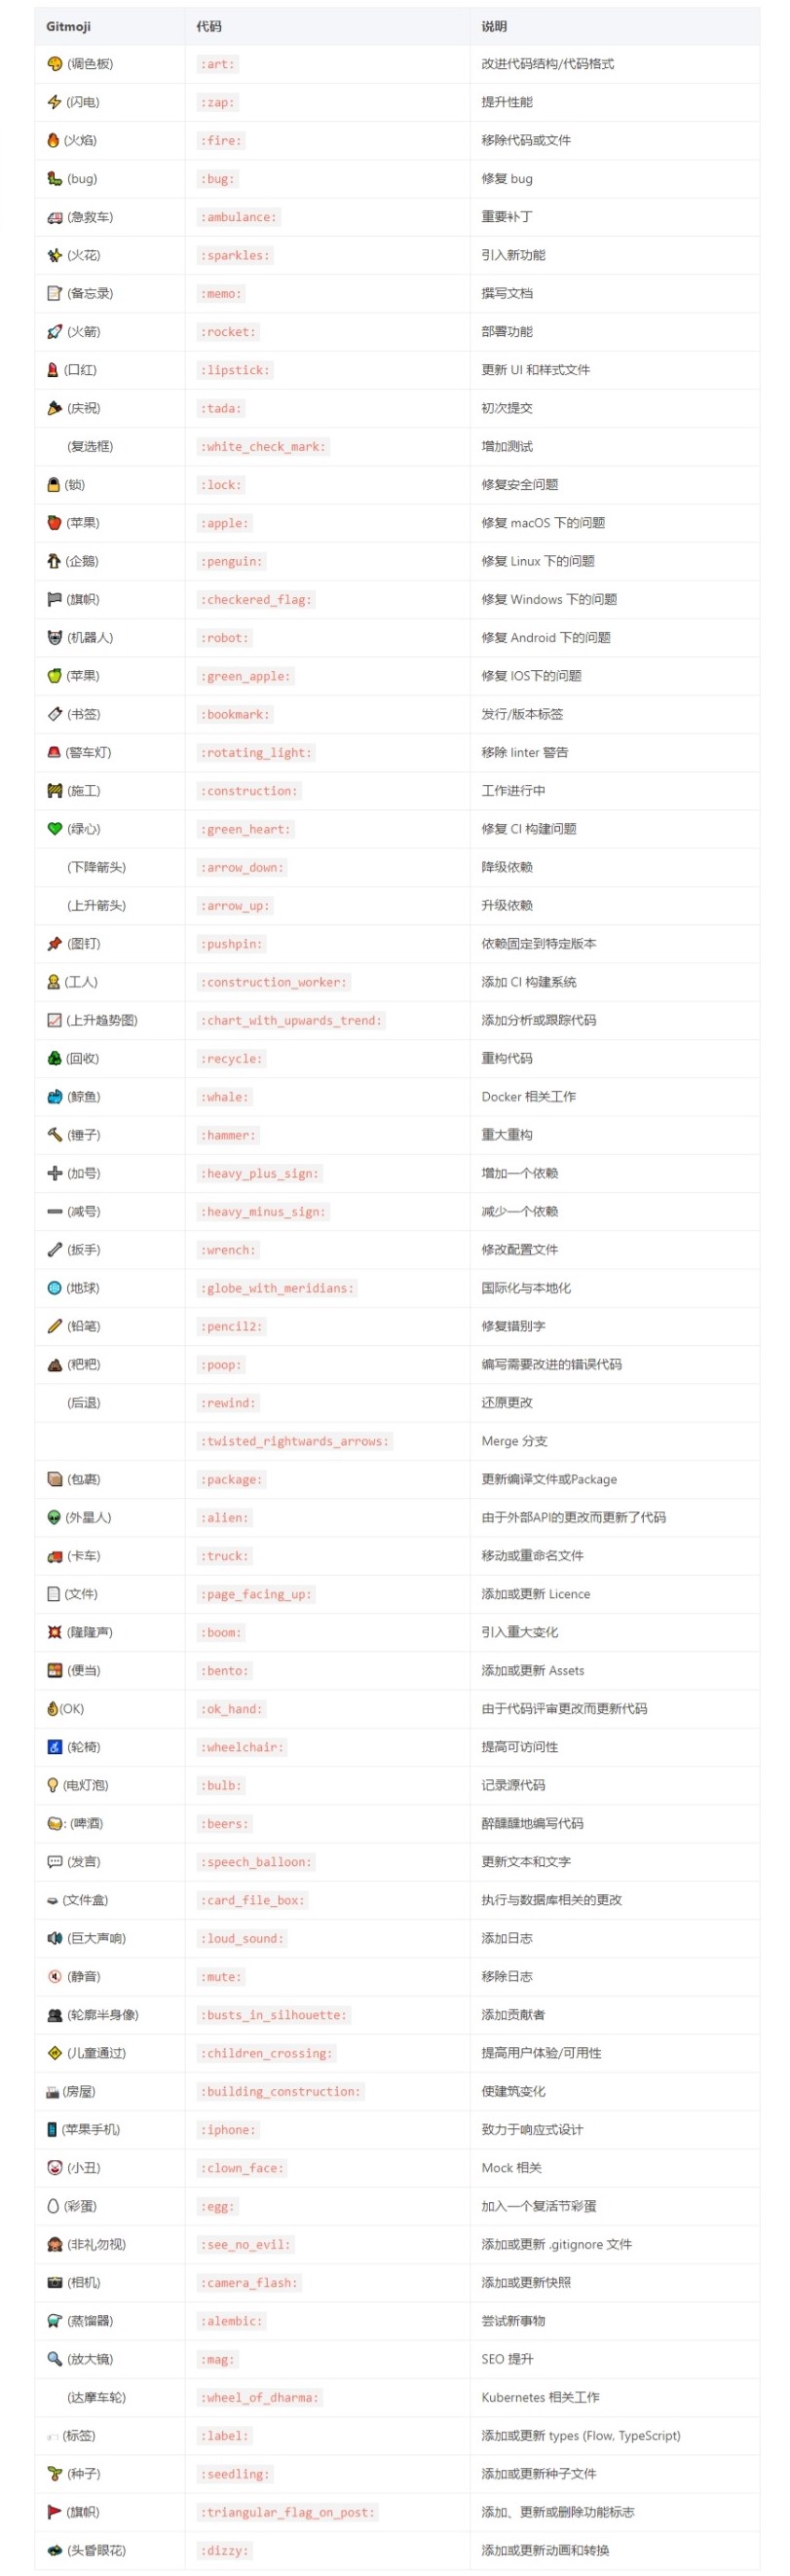 Gitmoji 代码 说明
🎨 (调色板) :art: 改进代码结构/代码格式
⚡ (闪电) :zap: 提升性能
🔥 (火焰) :fire: 移除代码或文件
🐛 (bug) :bug: 修复 bug
🚑 (急救车) :ambulance: 重要补丁
✨ (火花) :sparkles: 引入新功能
📝 (备忘录) :memo: 撰写文档
🚀 (火箭) :rocket: 部署功能
💄 (口红) :lipstick: 更新 UI 和样式文件
🎉 (庆祝) :tada: 初次提交
(复选框) :white_check_mark: 增加测试
🔒 (锁) :lock: 修复安全问题
🍎 (苹果) :apple: 修复 macOS 下的问题
🐧 (企鹅) :penguin: 修复 Linux 下的问题
🏁 (旗帜) :checkered_flag: 修复 Windows 下的问题
🤖 (机器人) :robot: 修复 Android 下的问题
🍏 (苹果) :green_apple: 修复 IOS下的问题
🔖 (书签) :bookmark: 发行/版本标签
🚨 (警车灯) :rotating_light: 移除 linter 警告
🚧 (施工) :construction: 工作进行中
💚 (绿心) :green_heart: 修复 CI 构建问题
(下降箭头) :arrow_down: 降级依赖
(上升箭头) :arrow_up: 升级依赖
📌 (图钉) :pushpin: 依赖固定到特定版本
👷 (工人) :construction_worker: 添加 CI 构建系统
📈 (上升趋势图) :chart_with_upwards_trend: 添加分析或跟踪代码
♻ (回收) :recycle: 重构代码
🐳 (鲸鱼) :whale: Docker 相关工作
🔨 (锤子) :hammer: 重大重构
➕ (加号) :heavy_plus_sign: 增加一个依赖
➖ (减号) :heavy_minus_sign: 减少一个依赖
🔧 (扳手) :wrench: 修改配置文件
🌐 (地球) :globe_with_meridians: 国际化与本地化
✏ (铅笔) :pencil2: 修复错别字
💩 (粑粑) :poop: 编写需要改进的错误代码
(后退) :rewind: 还原更改
:twisted_rightwards_arrows: Merge 分支
📦 (包裹) :package: 更新编译文件或Package
👽 (外星人) :alien: 由于外部API的更改而更新了代码
🚚 (卡车) :truck: 移动或重命名文件
📄 (文件) :page_facing_up: 添加或更新 Licence
💥 (隆隆声) :boom: 引入重大变化
🍱 (便当) :bento: 添加或更新 Assets
👌(OK) :ok_hand: 由于代码评审更改而更新代码
♿ (轮椅) :wheelchair: 提高可访问性
💡 (电灯泡) :bulb: 记录源代码
🍻: (啤酒) :beers: 醉醺醺地编写代码
💬 (发言) :speech_balloon: 更新文本和文字
🗃 (文件盒) :card_file_box: 执行与数据库相关的更改
🔊 (巨大声响) :loud_sound: 添加日志
🔇 (静音) :mute: 移除日志
👥 (轮廓半身像) :busts_in_silhouette: 添加贡献者
🚸 (儿童通过) :children_crossing: 提高用户体验/可用性
🏗 (房屋) :building_construction: 使建筑变化
📱 (苹果手机) :iphone: 致力于响应式设计
🤡 (小丑) :clown_face: Mock 相关
🥚 (彩蛋) :egg: 加入一个复活节彩蛋
🙈 (非礼勿视) :see_no_evil: 添加或更新 .gitignore 文件
📸 (相机) :camera_flash: 添加或更新快照
⚗ (蒸馏器) :alembic: 尝试新事物
🔍 (放大镜) :mag: SEO 提升
(达摩车轮) :wheel_of_dharma: Kubernetes 相关工作
🏷 (标签) :label: 添加或更新 types (Flow, TypeScript)
🌱 (种子) :seedling: 添加或更新种子文件
🚩 (旗帜) :triangular_flag_on_post: 添加、更新或删除功能标志
💫 (头昏眼花) :dizzy: 添加或更新动画和转换